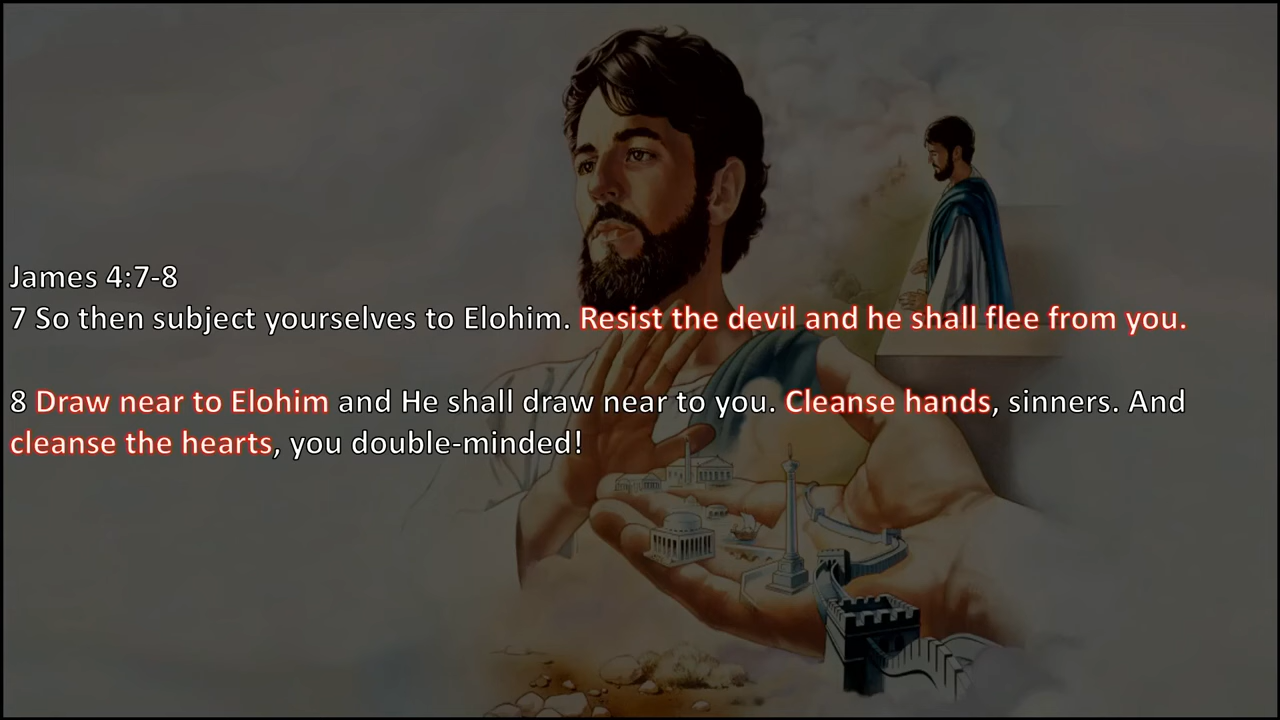 James 4:7-8
7 So then subject yourselves to Elohim. Resist the devil and he shall flee from you.
8 Draw near to Elohim and He shall draw near to you. Cleanse hands, sinners. And
cleanse the hearts, you double-minded!